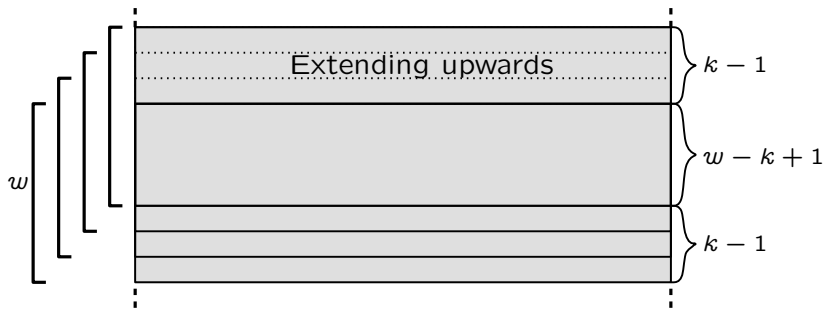 Extending upwards
k − 1
w − k + 1
w
k − 1